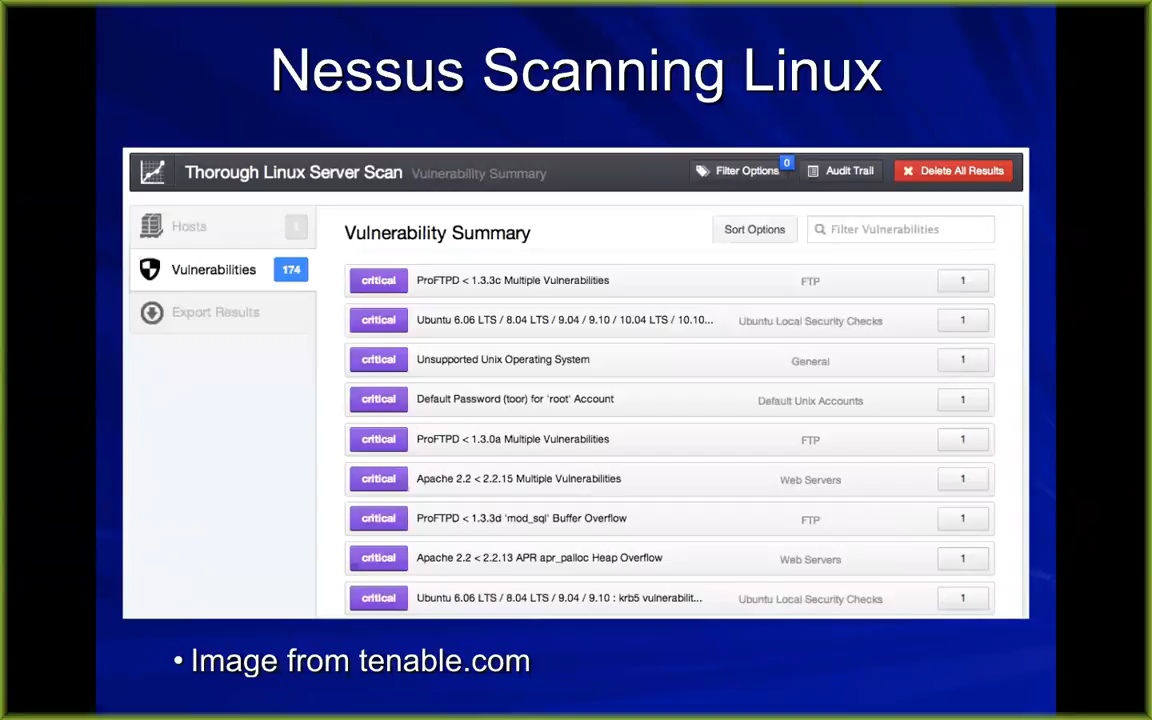 Nessus Scanning Linux
Thorough Linux Server Scan Vulnerability Summary Filter Options 0 Audit Trail Delete All Results
Hosts 1
Vulnerabilities 174
Export Results
Vulnerability Summary Sort Options Filter Vulnerabilities
critical ProFTPD < 1.3.3c Multiple Vulnerabilities FTP 1
critical Ubuntu 6.06 LTS / 8.04 LTS / 9.04 / 9.10 / 10.04 LTS / 10.10... Ubuntu Local Security Checks 1
critical Unsupported Unix Operating System General 1
critical Default Password (toor) for 'root' Account Default Unix Accounts 1
critical ProFTPD < 1.3.0a Multiple Vulnerabilities FTP 1
critical Apache 2.2 < 2.2.15 Multiple Vulnerabilities Web Servers 1
critical ProFTPD < 1.3.3d 'mod_sql' Buffer Overflow FTP 1
critical Apache 2.2 < 2.2.13 APR apr_palloc Heap Overflow Web Servers 1
critical Ubuntu 6.06 LTS / 8.04 LTS / 9.04 / 9.10 : krb5 vulnerabilit... Ubuntu Local Security Checks 1
• Image from tenable.com